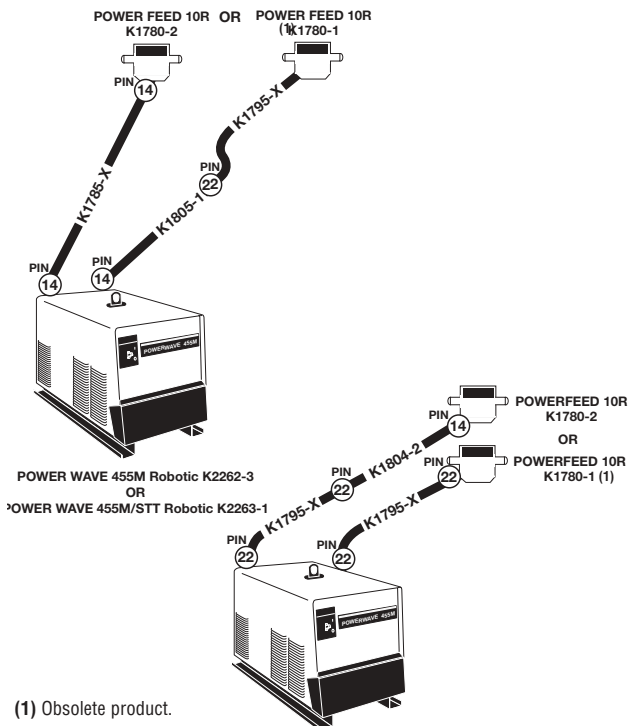 POWER FEED 10R
K1780-2
OR
POWER FEED 10R
(1)K1780-1
PIN
14
K1795-X
PIN
22
K1785-X
K1805-1
PIN
14
PIN
14
POWERWAVE 455M
POWER WAVE 455M Robotic K2262-3
OR
POWER WAVE 455M/STT Robotic K2263-1
POWERFEED 10R
K1780-2
PIN
14
OR
K1804-2
PIN
22
POWERFEED 10R
K1780-1 (1)
PIN
22
K1795-X
K1795-X
PIN
22
PIN
22
POWERWAVE 455M
(1) Obsolete product.